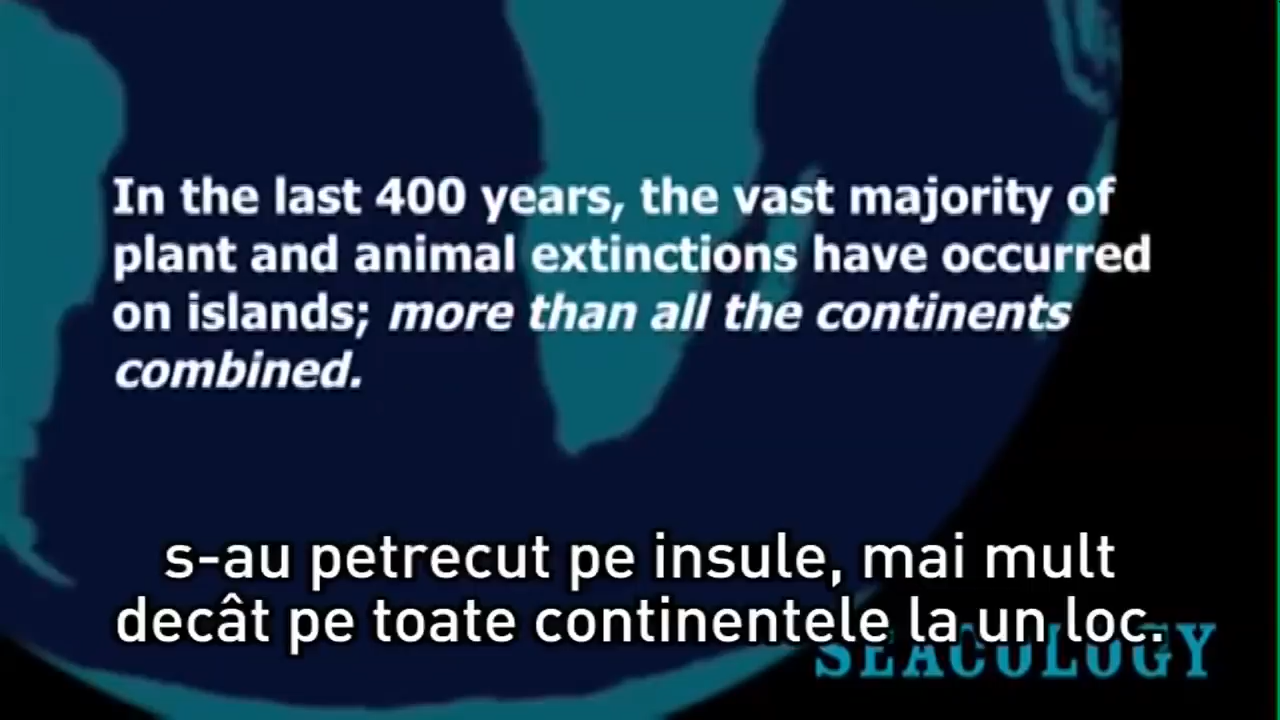 In the last 400 years, the vast majority of
plant and animal extinctions have occurred
on islands; more than all the continents
combined.
s-au petrecut pe insule, mai mult
decât pe toate continentele la un loc.
SEACOLOGY